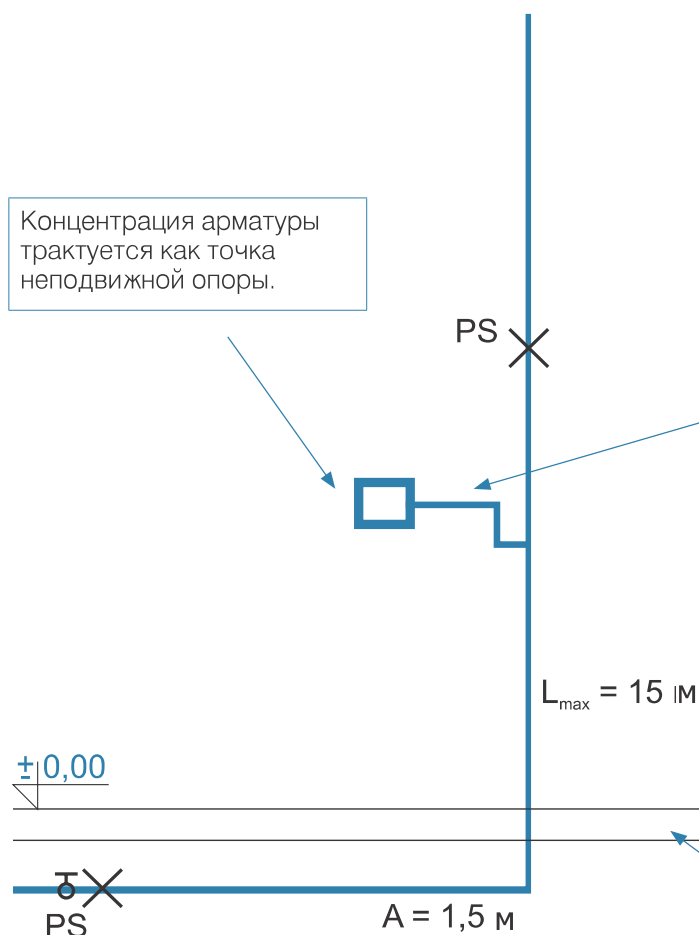 Концентрация арматуры
трактуется как точка
неподвижной опоры.
PS
Lmax = 15 м
± 0,00
PS
A = 1,5 м